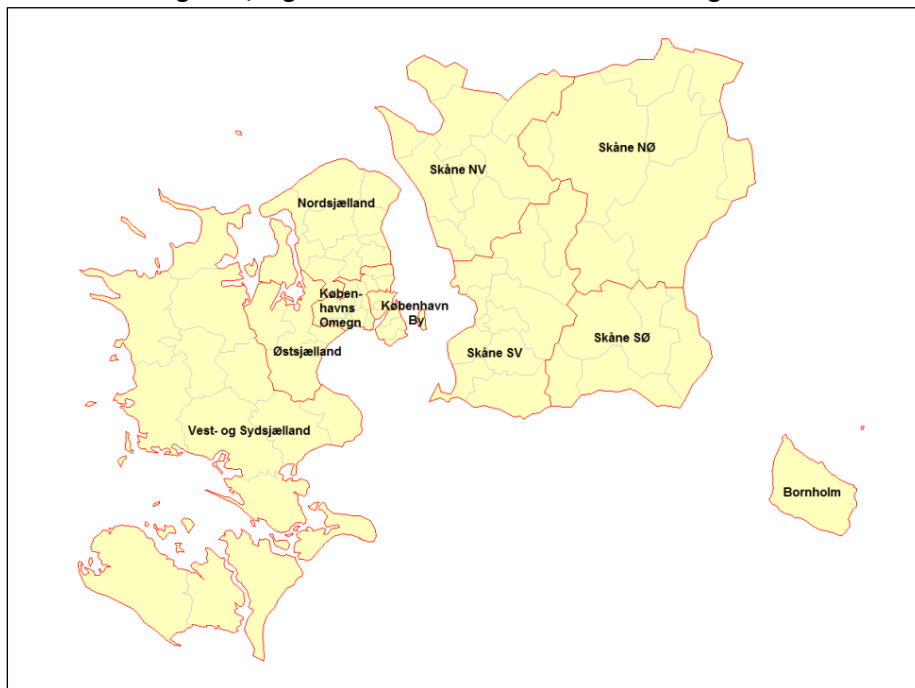 Skåne NØ
Skåne NV
Nordsjælland
Køben-
havns
Omegn
København
By
Østsjælland
Skåne SV
Skåne SØ
Vest- og Sydsjælland
Bornholm